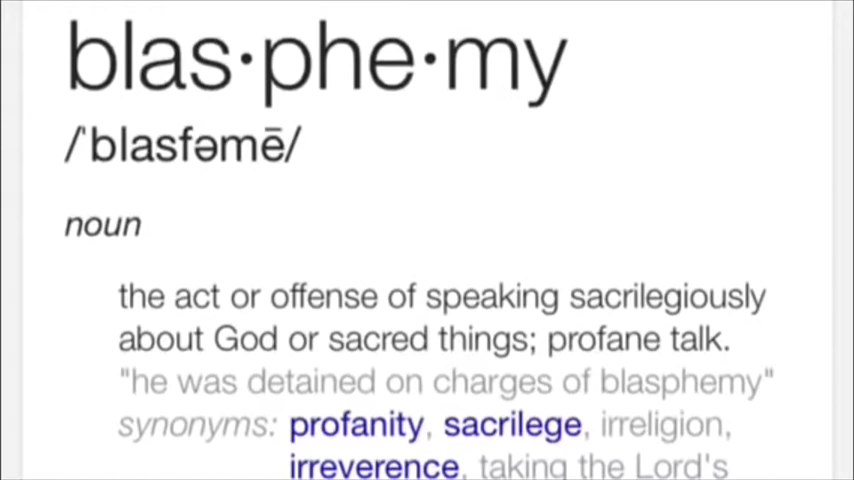 blas·phe·my
/ˈblasfəmē/
noun
the act or offense of speaking sacrilegiously
about God or sacred things; profane talk.
"he was detained on charges of blasphemy"
synonyms: profanity, sacrilege, irreligion,
irreverence, taking the Lord's